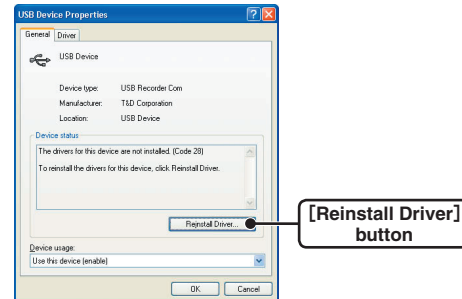 USB Device Properties
General Driver
USB Device
Device type: USB Recorder Com
Manufacturer: T&D Corporation
Location: USB Device
Device status
The drivers for this device are not installed. (Code 28)
To reinstall the drivers for this device, click Reinstall Driver.
Reinstall Driver...
[Reinstall Driver]
button
Device usage:
Use this device (enable)
OK Cancel